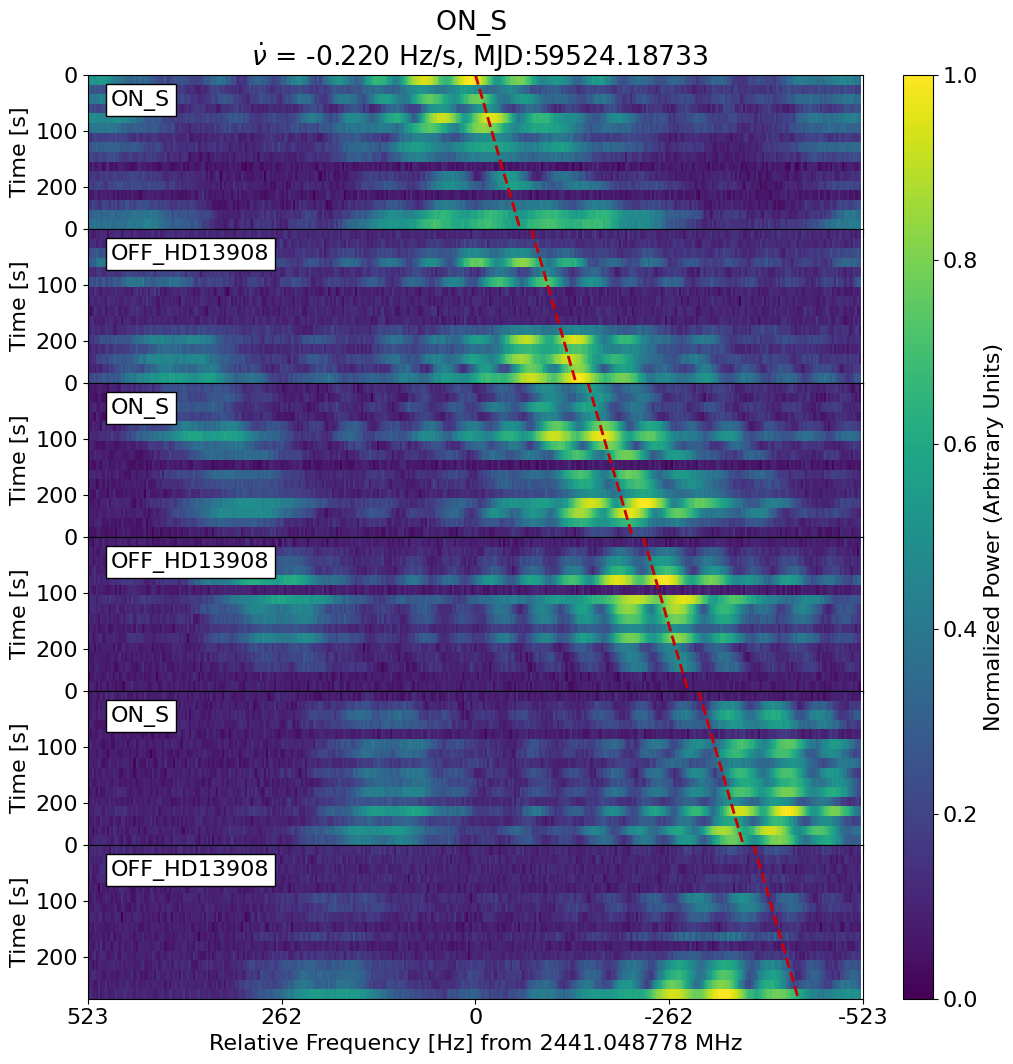 ON_S
ν̇ = -0.220 Hz/s, MJD:59524.18733
0
100
200
Time [s]
ON_S
0
100
200
Time [s]
OFF_HD13908
0
100
200
Time [s]
ON_S
0
100
200
Time [s]
OFF_HD13908
0
100
200
Time [s]
ON_S
0
100
200
Time [s]
OFF_HD13908
523
262
0
-262
-523
Relative Frequency [Hz] from 2441.048778 MHz
1.0
0.8
0.6
0.4
0.2
0.0
Normalized Power (Arbitrary Units)